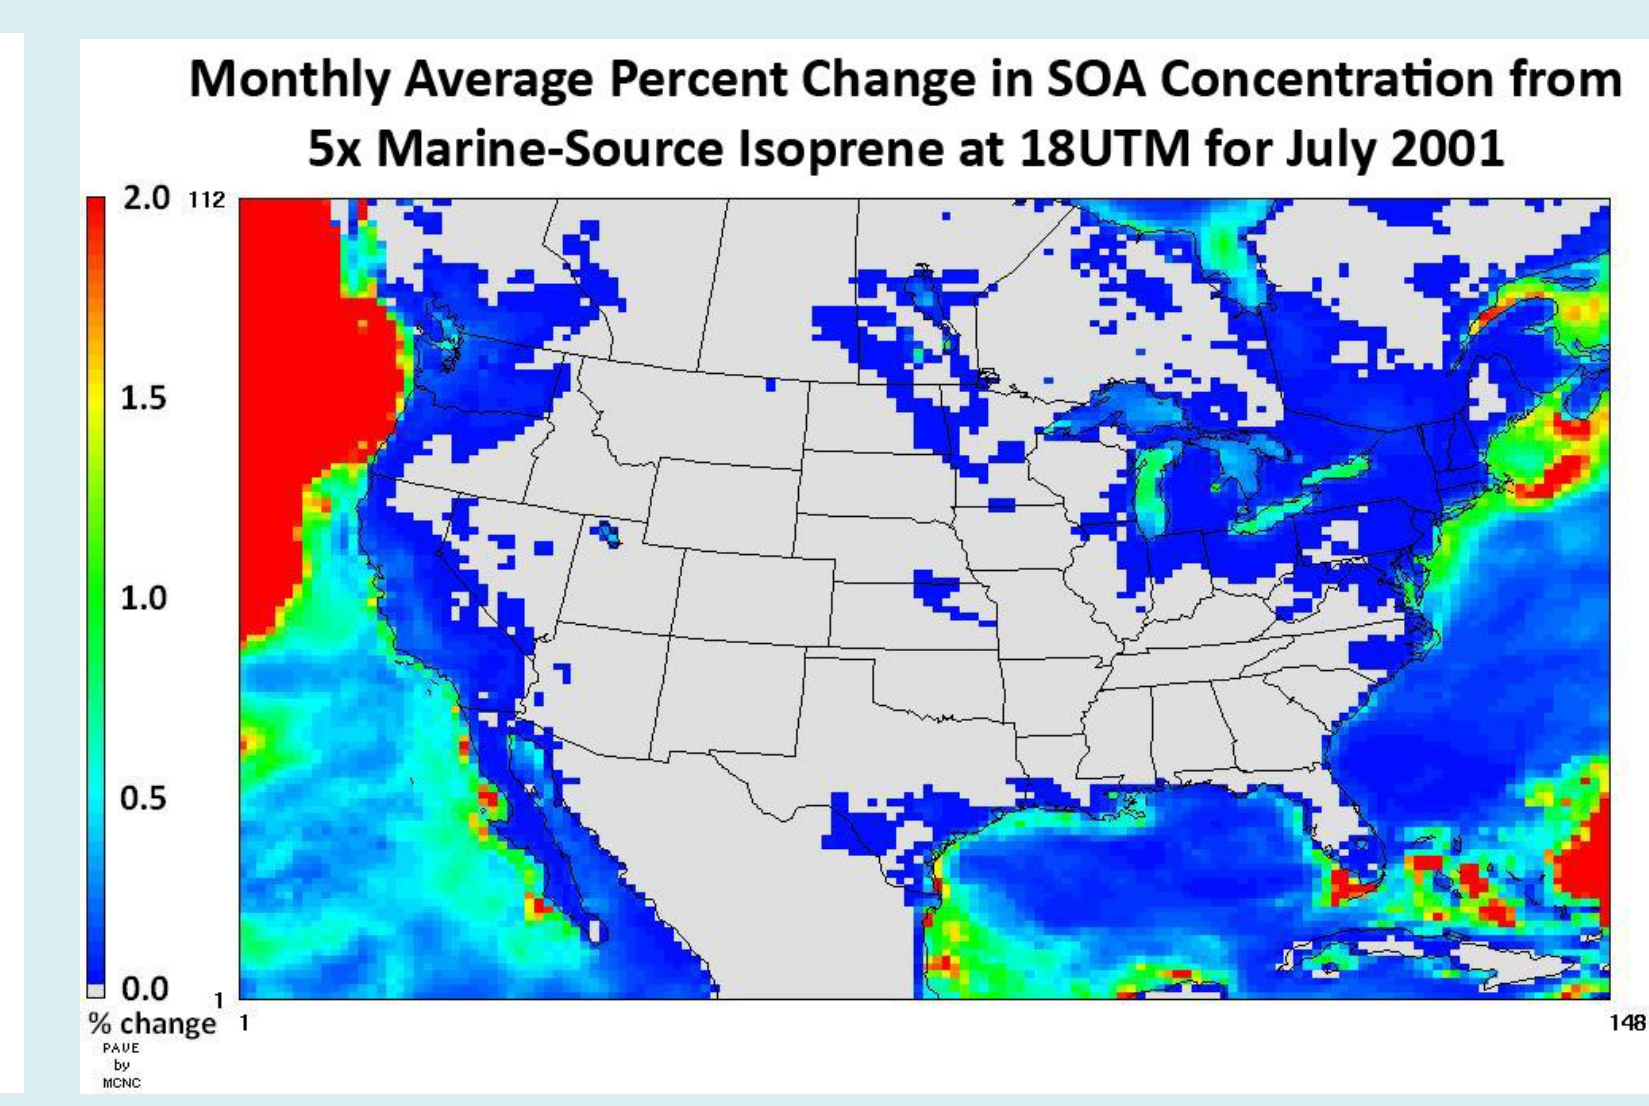 Monthly Average Percent Change in SOA Concentration from
5x Marine-Source Isoprene at 18UTM for July 2001
2.0
112
1.5
1.0
0.5
0.0
1
% change
1
148
PAVE
by
MCNC